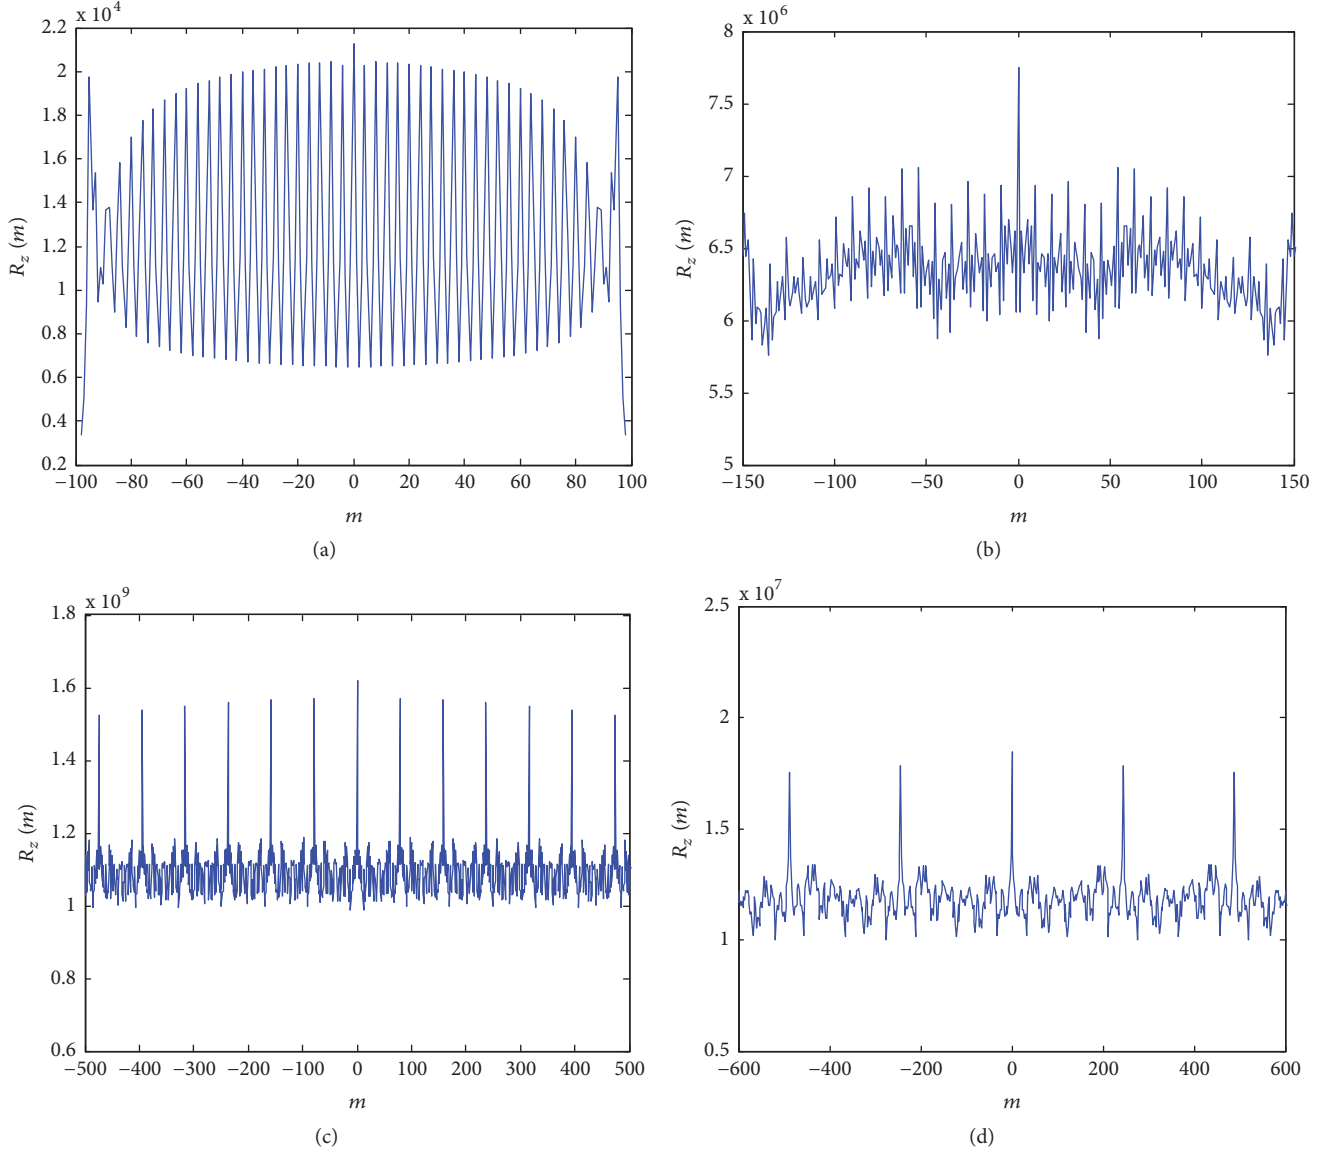 x 10^4
2.2
2
1.8
1.6
1.4
1.2
1
0.8
0.6
0.4
0.2
R_z (m)
−100 −80 −60 −40 −20 0 20 40 60 80 100
m
(a)
x 10^6
8
7.5
7
6.5
6
5.5
5
R_z (m)
−150 −100 −50 0 50 100 150
m
(b)
x 10^9
1.8
1.6
1.4
1.2
1
0.8
0.6
R_z (m)
−500 −400 −300 −200 −100 0 100 200 300 400 500
m
(c)
x 10^7
2.5
2
1.5
1
0.5
R_z (m)
−600 −400 −200 0 200 400 600
m
(d)